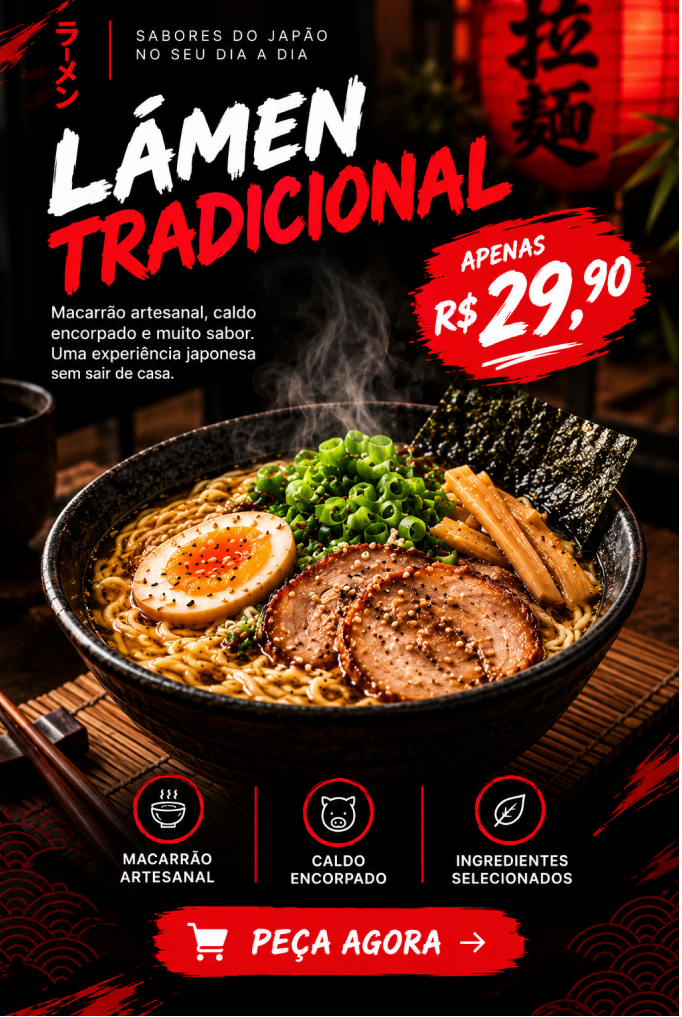 ラーメン
SABORES DO JAPÃO
NO SEU DIA A DIA
拉
麺
LÁMEN
TRADICIONAL
APENAS
R$ 29,90
Macarrão artesanal, caldo
encorpado e muito sabor.
Uma experiência japonesa
sem sair de casa.
MACARRÃO
ARTESANAL
CALDO
ENCORPADO
INGREDIENTES
SELECIONADOS
PEÇA AGORA →